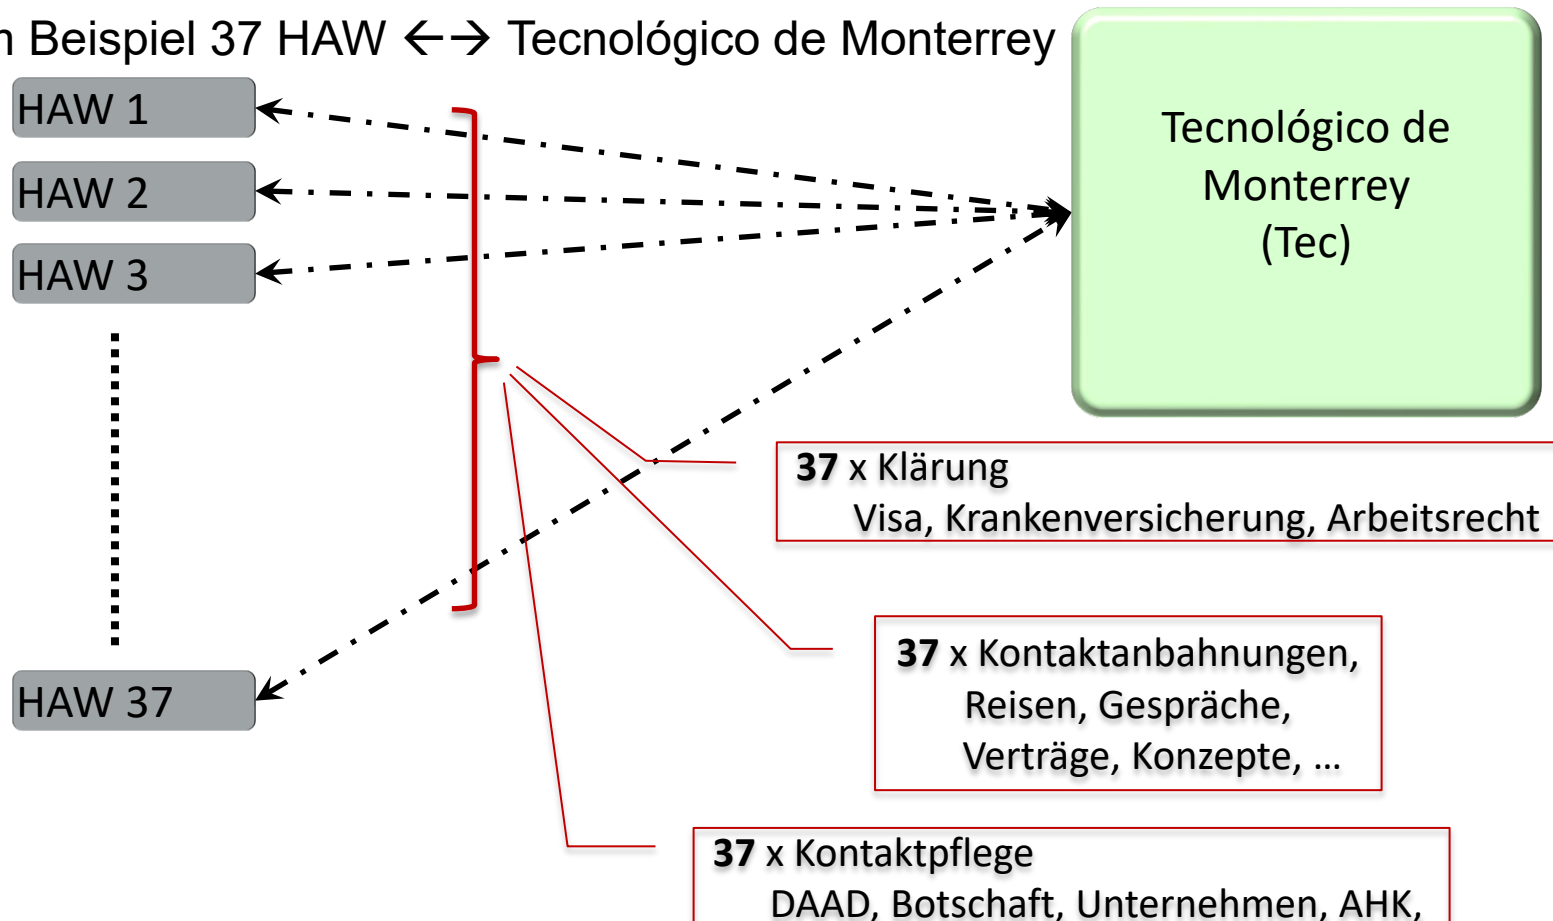 Beispiel 37 HAW ←→ Tecnológico de Monterrey
HAW 1
HAW 2
HAW 3
HAW 37
Tecnológico de
Monterrey
(Tec)
37 x Klärung
Visa, Krankenversicherung, Arbeitsrecht
37 x Kontaktanbahnungen,
Reisen, Gespräche,
Verträge, Konzepte, ...
37 x Kontaktpflege
DAAD, Botschaft, Unternehmen, AHK,